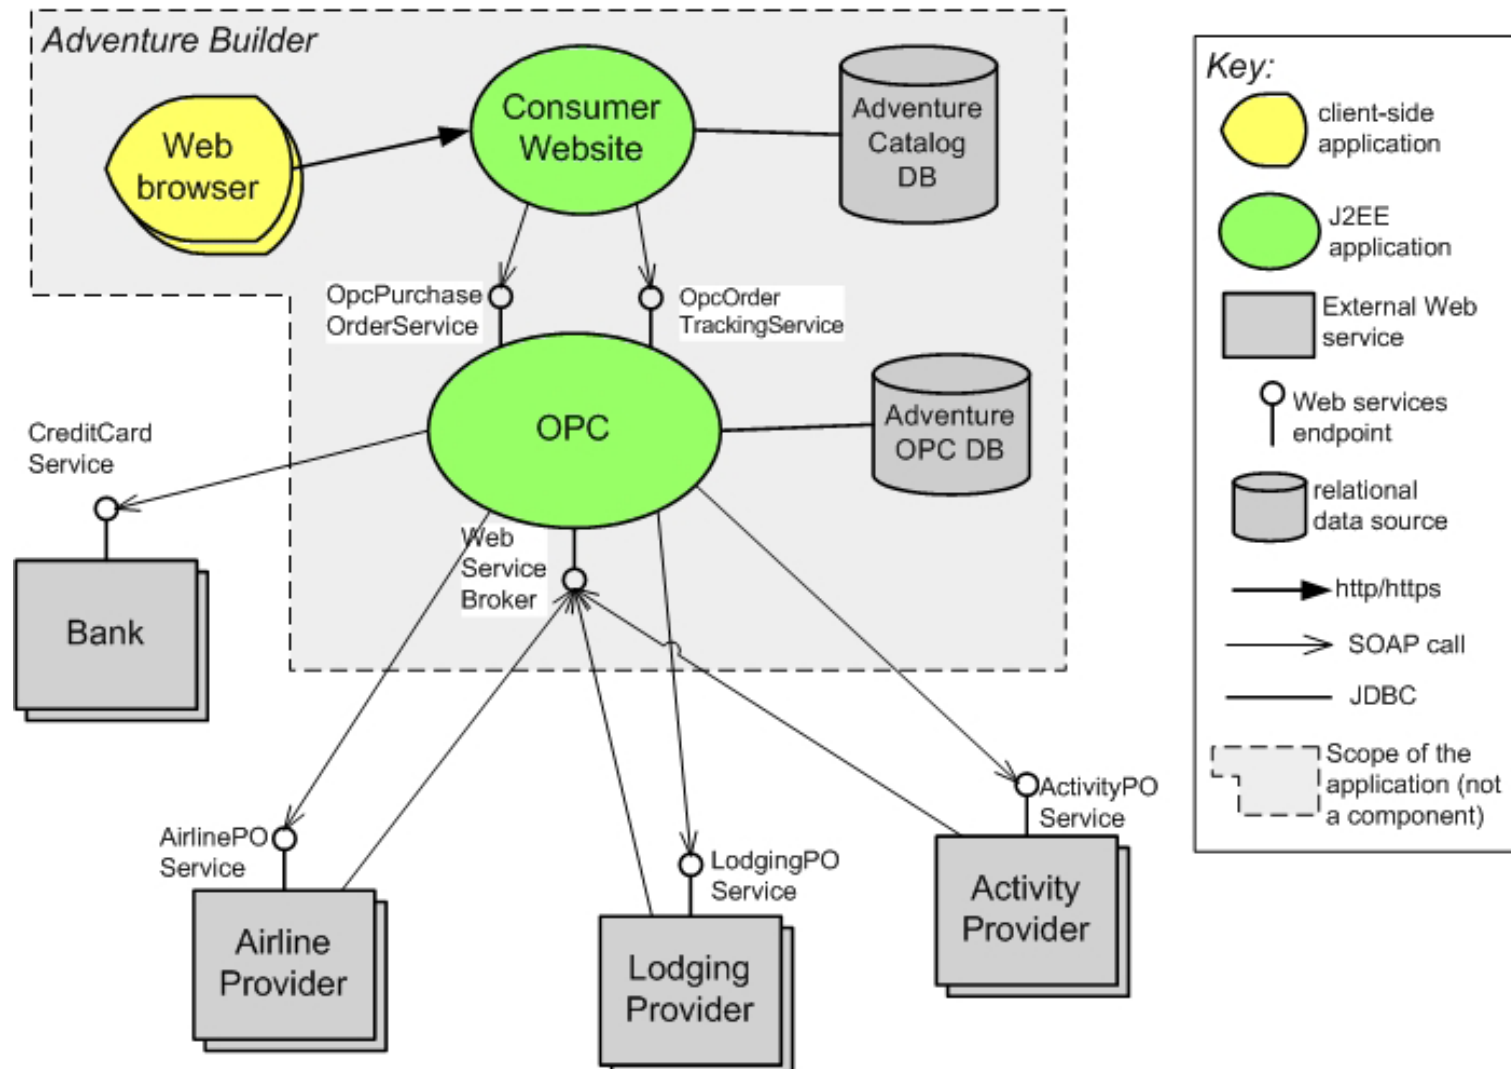 Adventure Builder
Web
browser
Consumer
Website
Adventure
Catalog
DB
OpcPurchase
OrderService
OpcOrder
TrackingService
OPC
Adventure
OPC DB
CreditCard
Service
Bank
Web
Service
Broker
AirlinePO
Service
Airline
Provider
LodgingPO
Service
Lodging
Provider
ActivityPO
Service
Activity
Provider
Key:
client-side
application
J2EE
application
External Web
service
Web services
endpoint
relational
data source
http/https
SOAP call
JDBC
Scope of the
application (not
a component)